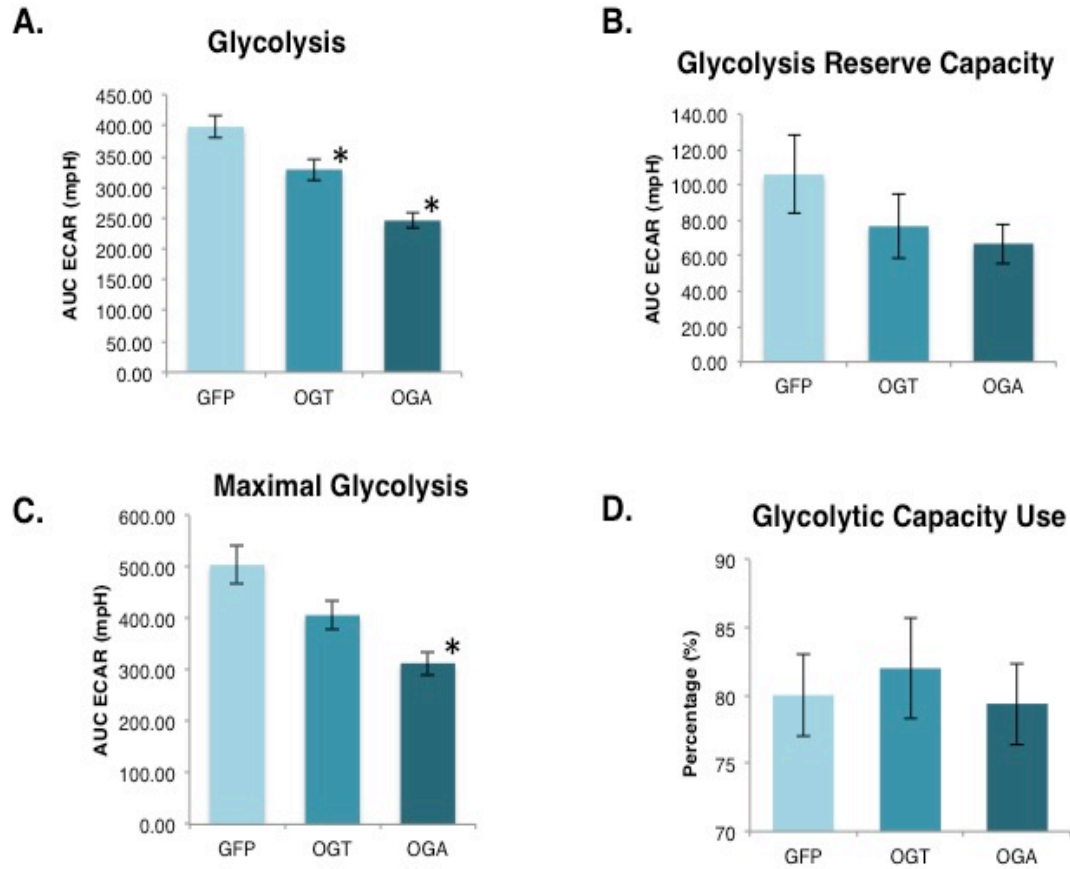 A.
Glycolysis
AUC ECAR (mpH)
450.00
400.00
350.00
300.00
250.00
200.00
150.00
100.00
50.00
0.00
*
*
GFP OGT OGA
B.
Glycolysis Reserve Capacity
AUC ECAR (mpH)
140.00
120.00
100.00
80.00
60.00
40.00
20.00
0.00
GFP OGT OGA
C.
Maximal Glycolysis
AUC ECAR (mpH)
600.00
500.00
400.00
300.00
200.00
100.00
0.00
*
GFP OGT OGA
D.
Glycolytic Capacity Use
Percentage (%)
90
85
80
75
70
GFP OGT OGA